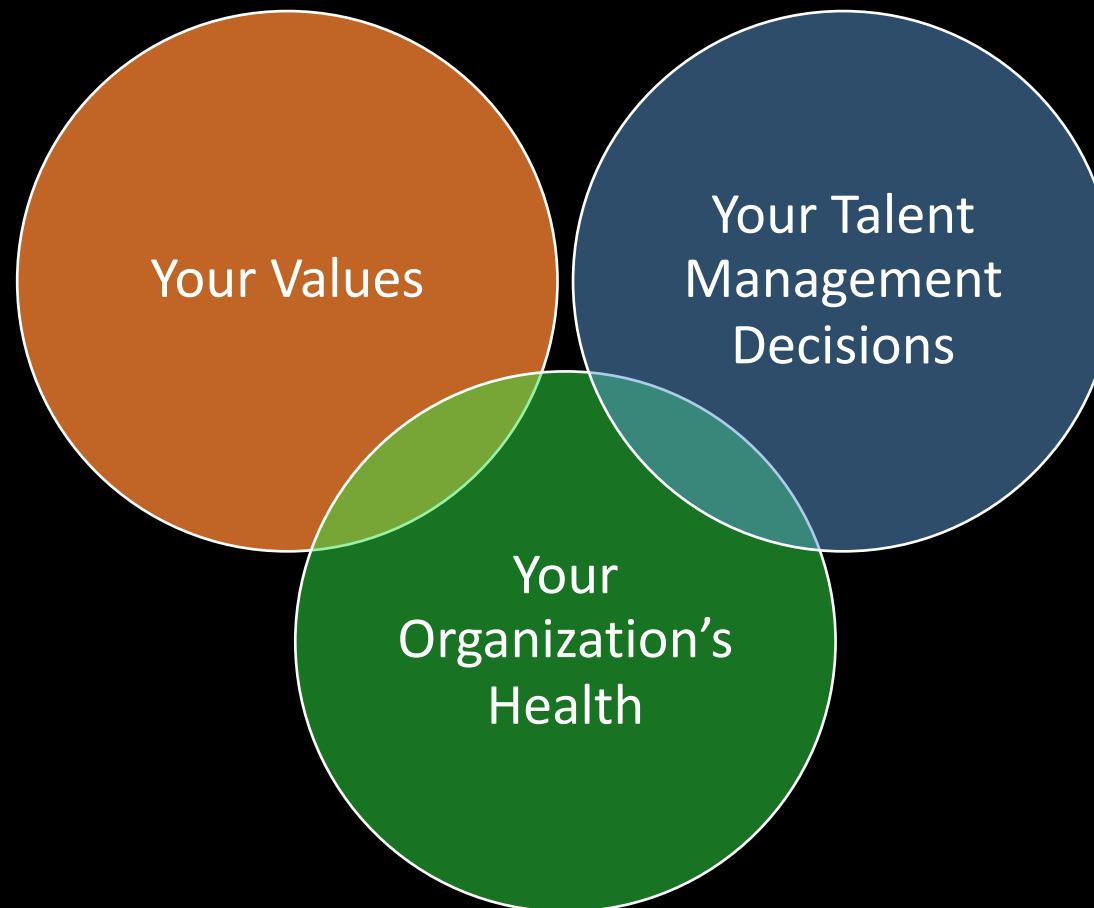 Your Values
Your Talent
Management
Decisions
Your
Organization’s
Health